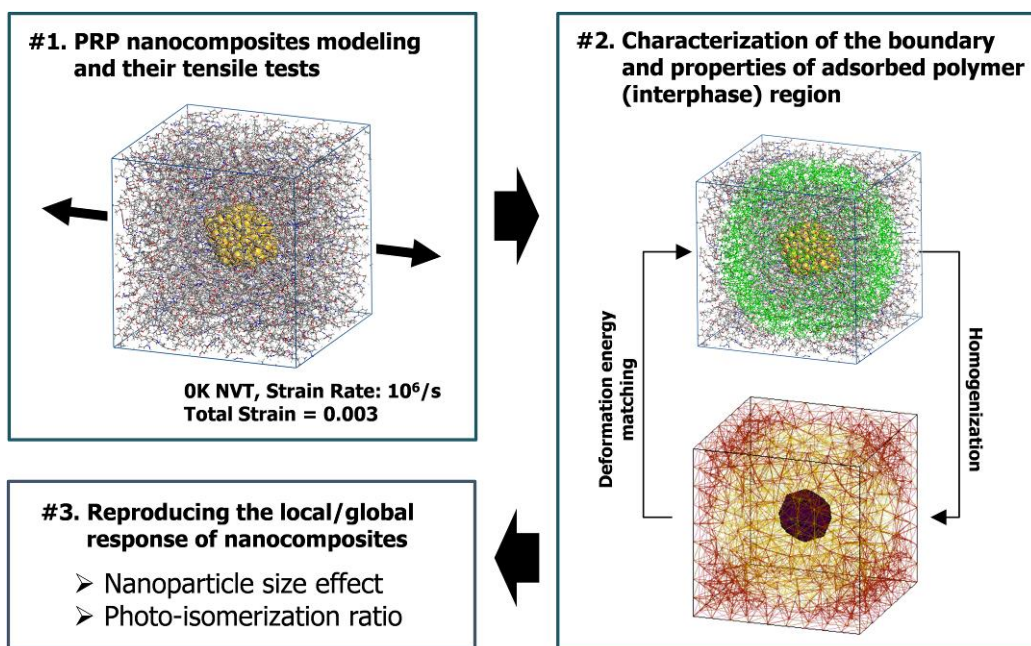 #1. PRP nanocomposites modeling
and their tensile tests
0K NVT, Strain Rate: 10⁶/s
Total Strain = 0.003
#2. Characterization of the boundary
and properties of adsorbed polymer
(interphase) region
Deformation energy
matching
Homogenization
#3. Reproducing the local/global
response of nanocomposites
➢ Nanoparticle size effect
➢ Photo-isomerization ratio